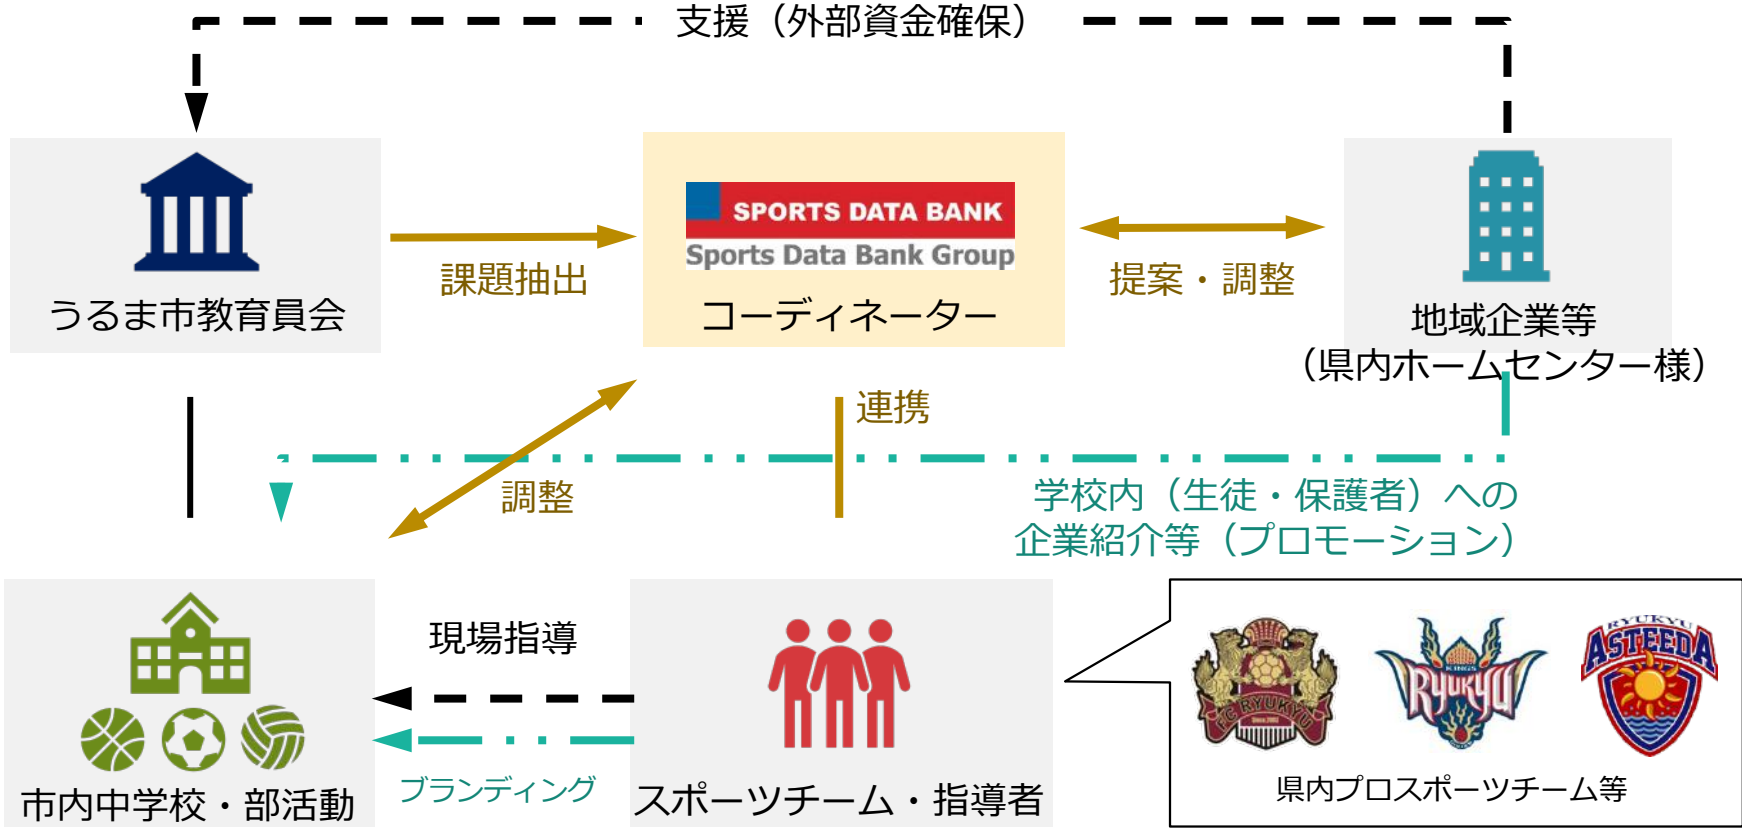 支援（外部資金確保）
SPORTS DATA BANK
Sports Data Bank Group
うるま市教育員会
課題抽出
コーディネーター
提案・調整
地域企業等
（県内ホームセンター様）
連携
調整
学校内（生徒・保護者）への
企業紹介等（プロモーション）
現場指導
ブランディング
市内中学校・部活動
スポーツチーム・指導者
FC RYUKYU
Since 2003
KINGS
RYUKYU
RYUKYU
ASTEEDA
県内プロスポーツチーム等